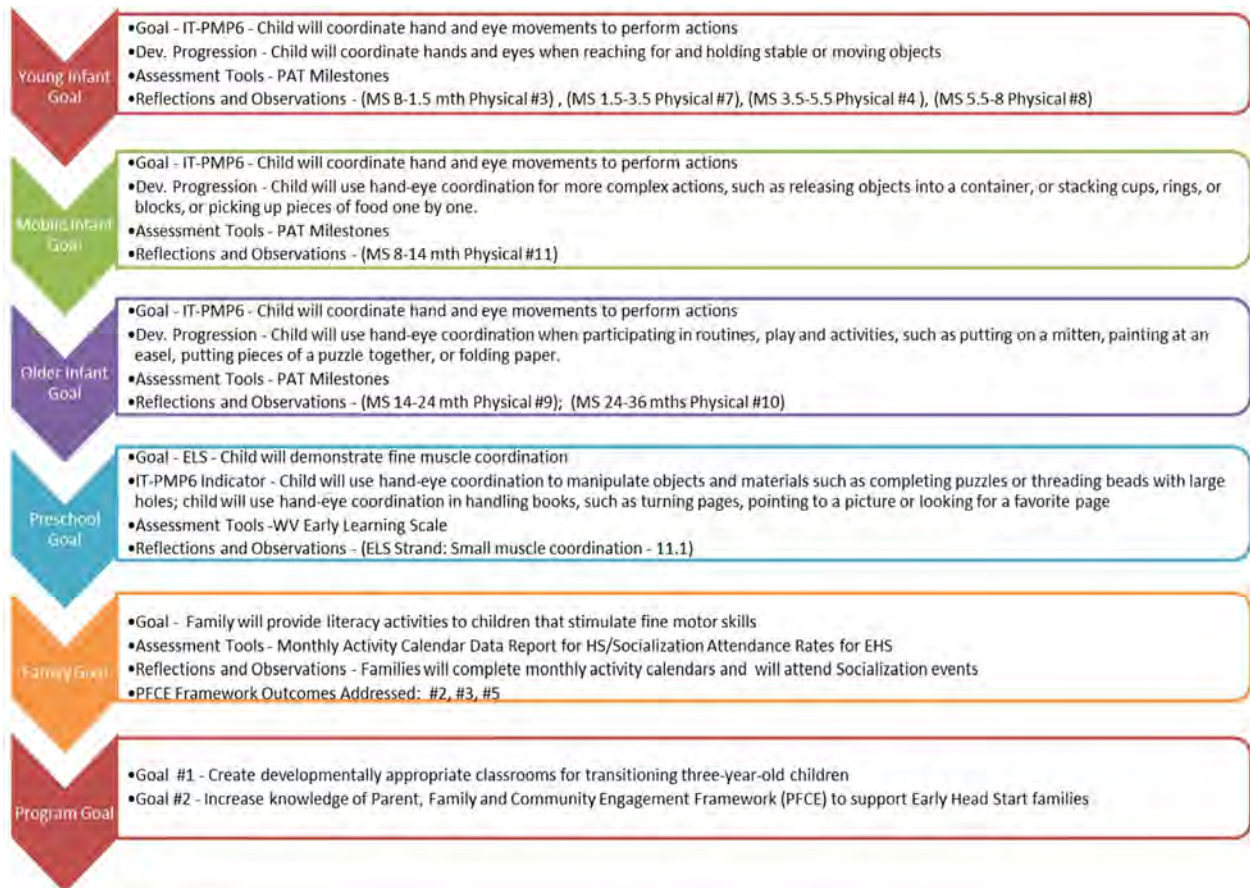 Young Infant
Goal
•Goal - IT-PMP6 - Child will coordinate hand and eye movements to perform actions
•Dev. Progression - Child will coordinate hands and eyes when reaching for and holding stable or moving objects
•Assessment Tools - PAT Milestones
•Reflections and Observations - (MS B-1.5 mth Physical #3) , (MS 1.5-3.5 Physical #7), (MS 3.5-5.5 Physical #4 ), (MS 5.5-8 Physical #8)
Mobile Infant
Goal
•Goal - IT-PMP6 - Child will coordinate hand and eye movements to perform actions
•Dev. Progression - Child will use hand-eye coordination for more complex actions, such as releasing objects into a container, or stacking cups, rings, or
blocks, or picking up pieces of food one by one.
•Assessment Tools - PAT Milestones
•Reflections and Observations - (MS 8-14 mth Physical #11)
Older Infant
Goal
•Goal - IT-PMP6 - Child will coordinate hand and eye movements to perform actions
•Dev. Progression - Child will use hand-eye coordination when participating in routines, play and activities, such as putting on a mitten, painting at an
easel, putting pieces of a puzzle together, or folding paper.
•Assessment Tools - PAT Milestones
•Reflections and Observations - (MS 14-24 mth Physical #9); (MS 24-36 mths Physical #10)
Preschool
Goal
•Goal - ELS - Child will demonstrate fine muscle coordination
•IT-PMP6 Indicator - Child will use hand-eye coordination to manipulate objects and materials such as completing puzzles or threading beads with large
holes; child will use hand-eye coordination in handling books, such as turning pages, pointing to a picture or looking for a favorite page
•Assessment Tools -WV Early Learning Scale
•Reflections and Observations - (ELS Strand: Small muscle coordination - 11.1)
Family Goal
•Goal - Family will provide literacy activities to children that stimulate fine motor skills
•Assessment Tools - Monthly Activity Calendar Data Report for HS/Socialization Attendance Rates for EHS
•Reflections and Observations - Families will complete monthly activity calendars and will attend Socialization events
•PFCE Framework Outcomes Addressed: #2, #3, #5
Program Goal
•Goal #1 - Create developmentally appropriate classrooms for transitioning three-year-old children
•Goal #2 - Increase knowledge of Parent, Family and Community Engagement Framework (PFCE) to support Early Head Start families